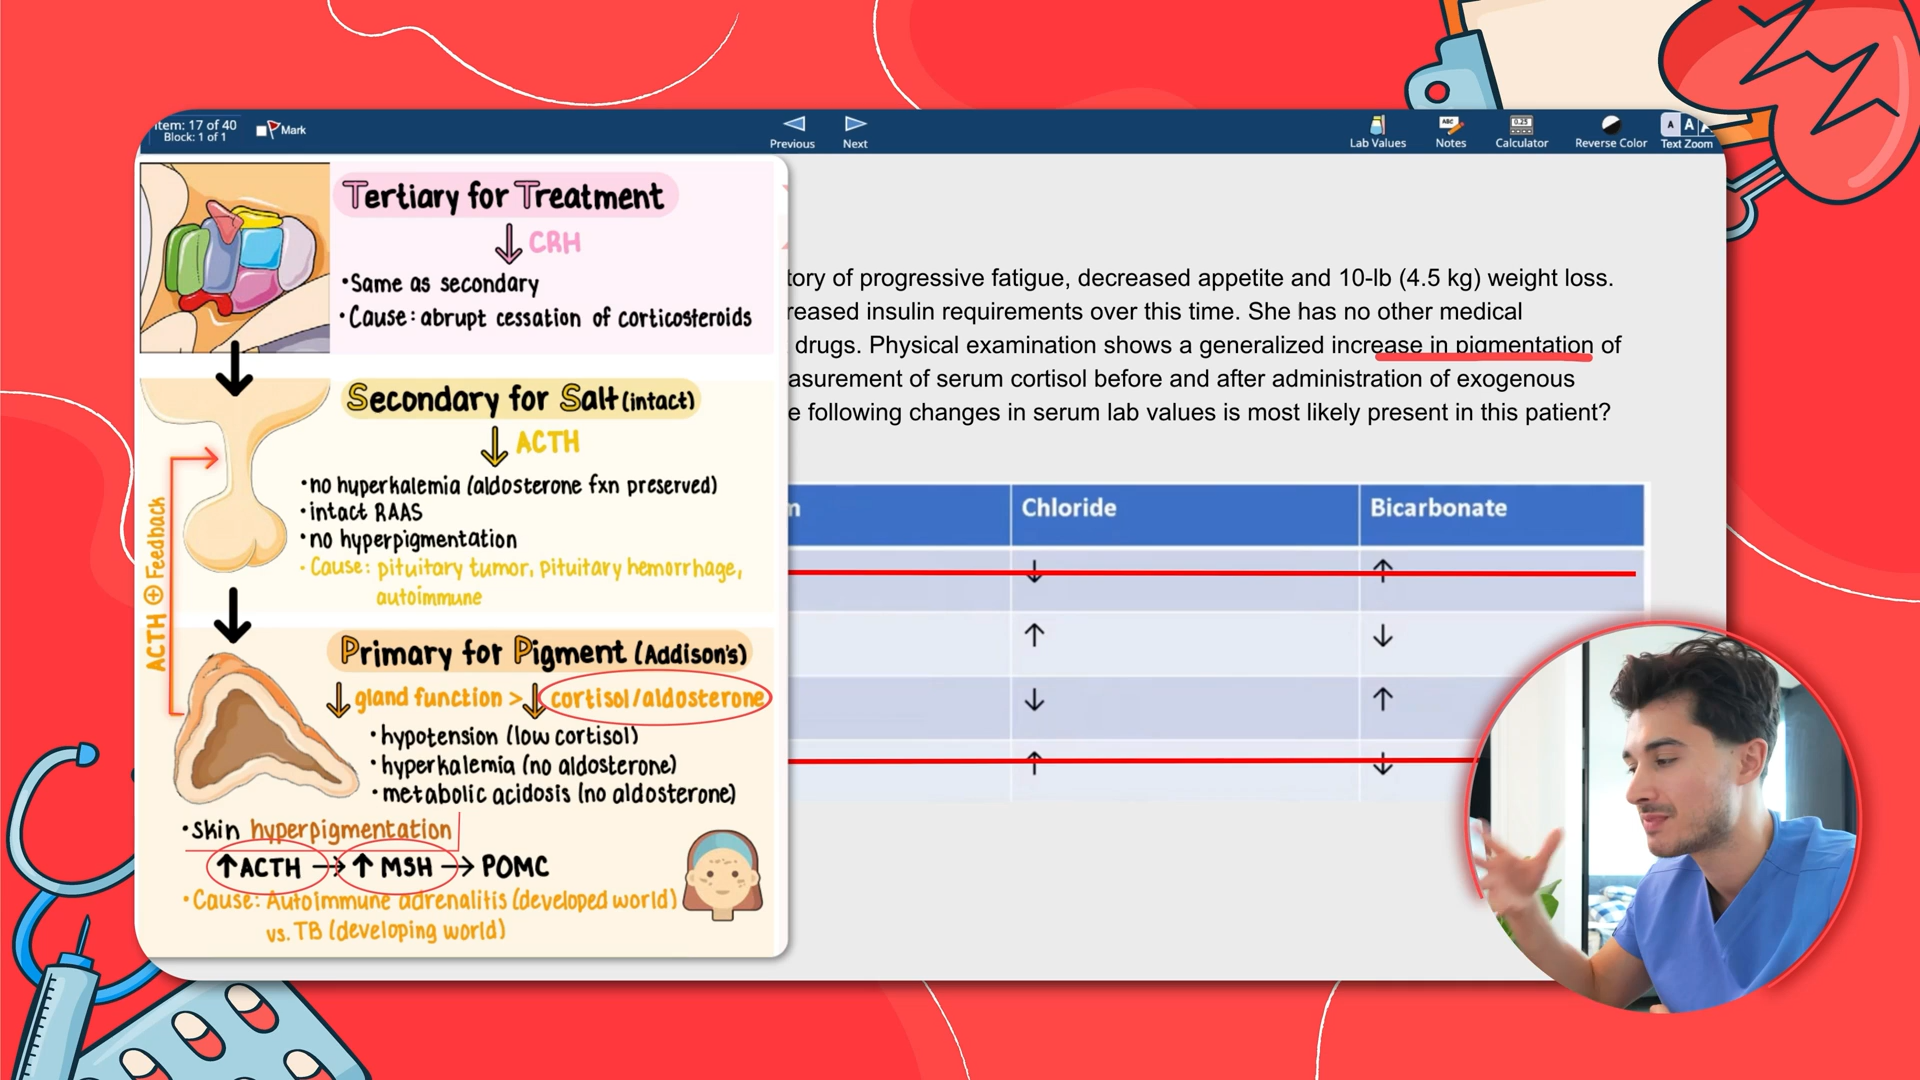 Item: 17 of 40
Block: 1 of 1
Mark
Previous
Next
Lab Values
Notes
Calculator
Reverse Color
Text Zoom
A A
ABC
0.25
Tertiary for Treatment
↓ CRH
•Same as secondary
•Cause: abrupt cessation of corticosteroids
Secondary for Salt (intact)
↓ ACTH
•no hyperkalemia (aldosterone fxn preserved)
•intact RAAS
•no hyperpigmentation
•Cause: pituitary tumor, pituitary hemorrhage,
autoimmune
ACTH ⊕ Feedback
Primary for Pigment (Addison's)
↓ gland function > ↓ cortisol/aldosterone
•hypotension (low cortisol)
•hyperkalemia (no aldosterone)
•metabolic acidosis (no aldosterone)
•skin hyperpigmentation
↑ACTH → ↑ MSH → POMC
•Cause: Autoimmune adrenalitis (developed world)
vs. TB (developing world)
tory of progressive fatigue, decreased appetite and 10-lb (4.5 kg) weight loss.
reased insulin requirements over this time. She has no other medical
drugs. Physical examination shows a generalized increase in pigmentation of
asurement of serum cortisol before and after administration of exogenous
e following changes in serum lab values is most likely present in this patient?
n Chloride Bicarbonate
↓ ↑
↑ ↓
↓ ↑
↑ ↓